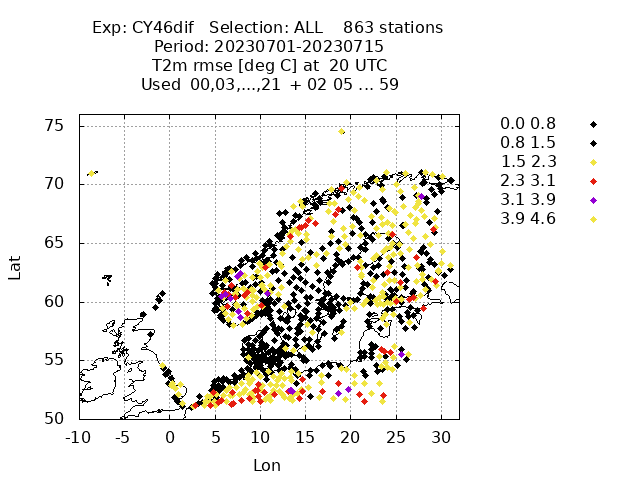 Exp: CY46dif   Selection: ALL    863 stations
Period: 20230701-20230715
T2m rmse [deg C] at  20 UTC
Used  00,03,...,21  + 02 05 ... 59
75
70
65
60
55
50
-10 -5 0 5 10 15 20 25 30
Lat
Lon
0.0 0.8
0.8 1.5
1.5 2.3
2.3 3.1
3.1 3.9
3.9 4.6